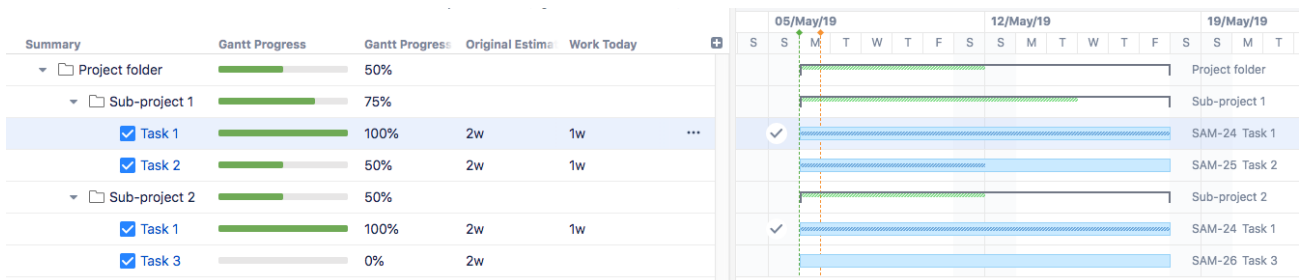 05/May/19 12/May/19 19/May/19
Summary Gantt Progress Gantt Progress Original Estima Work Today S S M T W T F S S M T W T F S S M T
Project folder 50% Project folder
Sub-project 1 75% Sub-project 1
Task 1 100% 2w 1w ... SAM-24 Task 1
Task 2 50% 2w 1w SAM-25 Task 2
Sub-project 2 50% Sub-project 2
Task 1 100% 2w 1w SAM-24 Task 1
Task 3 0% 2w SAM-26 Task 3